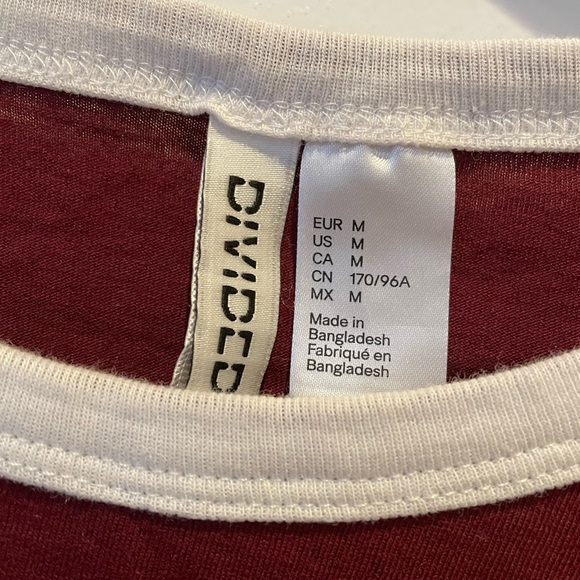 DIVIDED
EUR M
US M
CA M
CN 170/96A
MX M
Made in
Bangladesh
Fabriqué en
Bangladesh